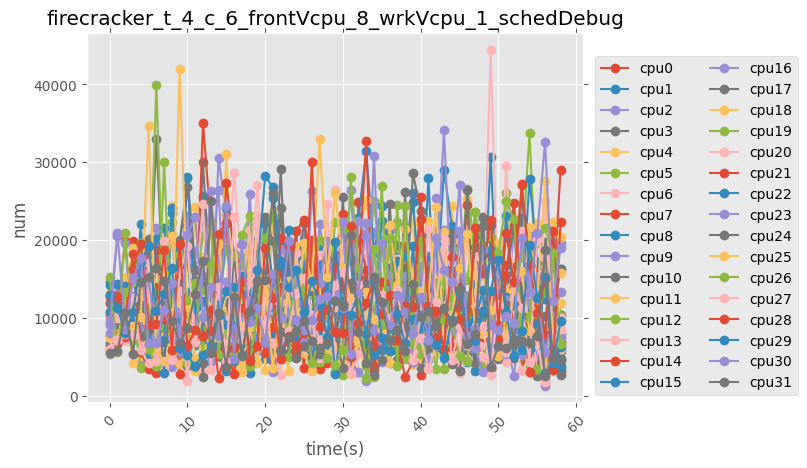 firecracker_t_4_c_6_frontVcpu_8_wrkVcpu_1_schedDebug
num
40000
30000
20000
10000
0
0
10
20
30
40
50
60
time(s)
cpu0
cpu1
cpu2
cpu3
cpu4
cpu5
cpu6
cpu7
cpu8
cpu9
cpu10
cpu11
cpu12
cpu13
cpu14
cpu15
cpu16
cpu17
cpu18
cpu19
cpu20
cpu21
cpu22
cpu23
cpu24
cpu25
cpu26
cpu27
cpu28
cpu29
cpu30
cpu31